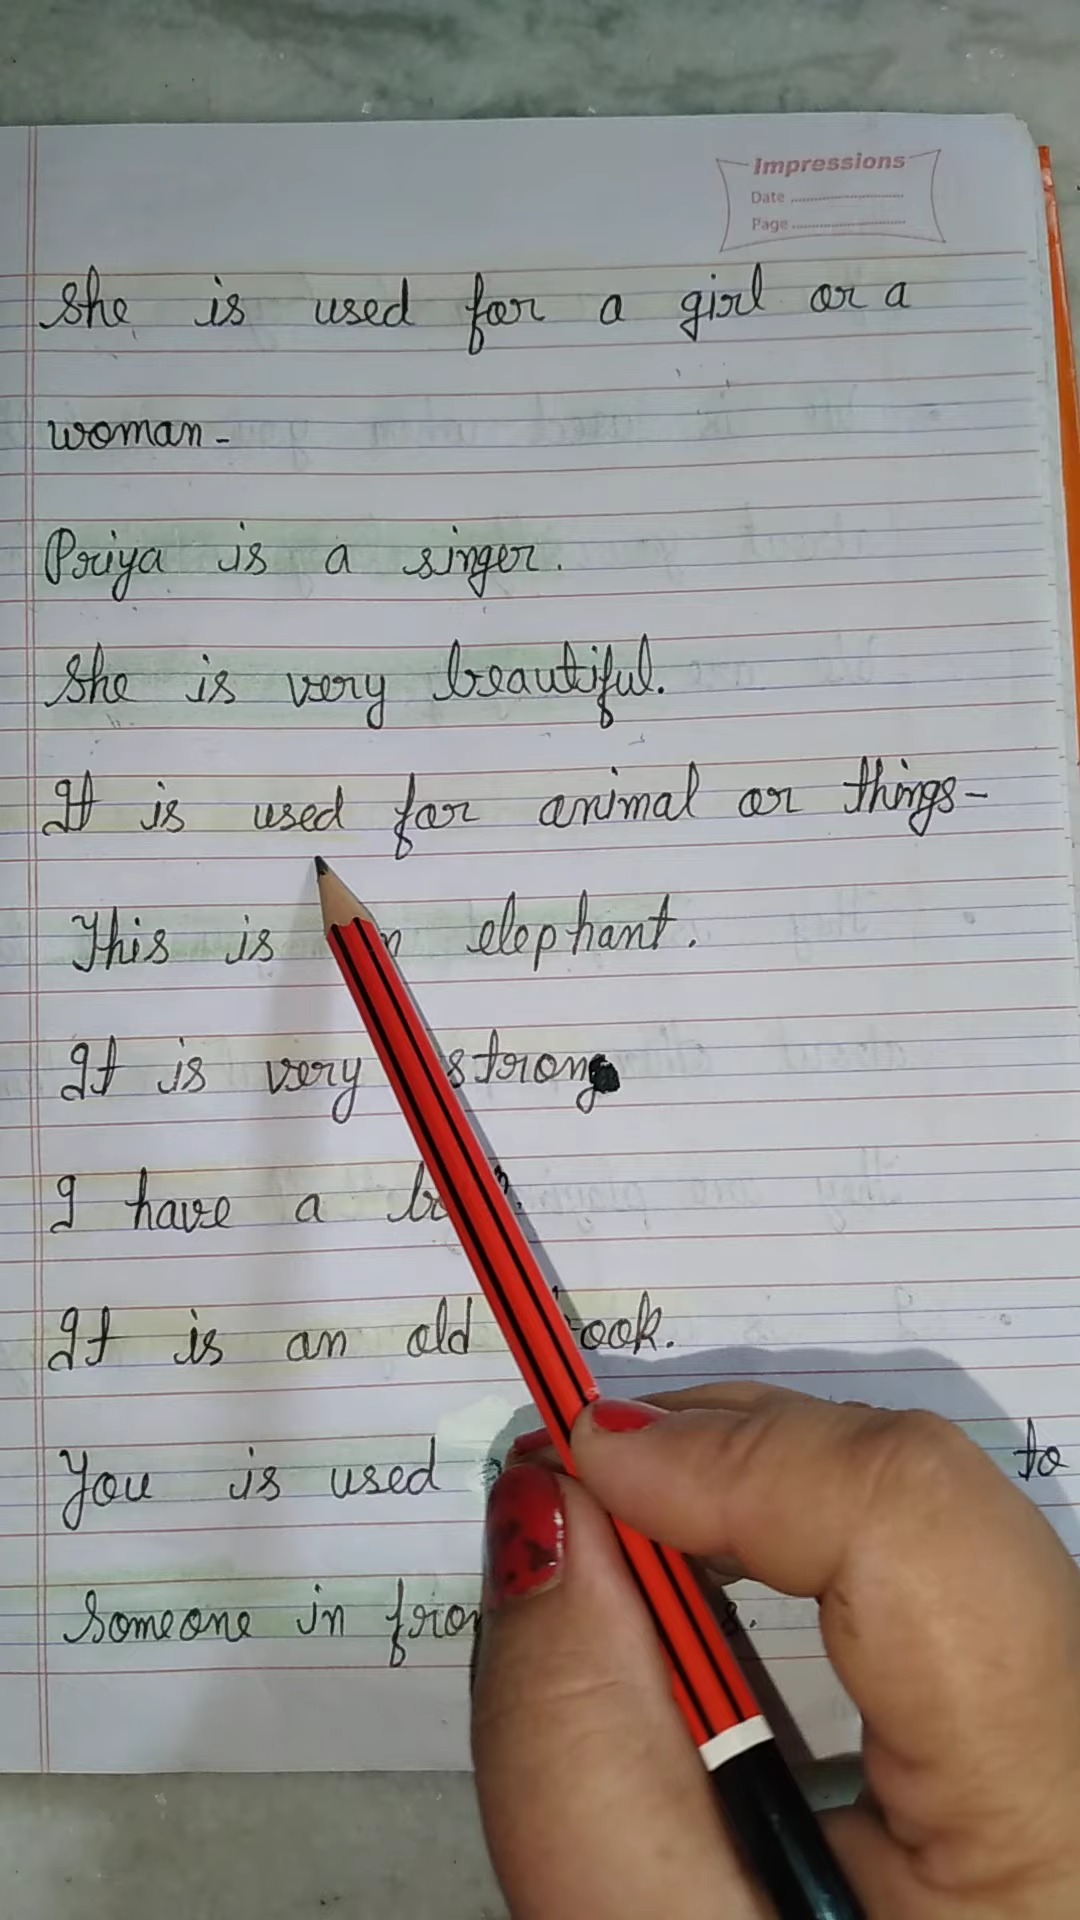 Impressions
Date
Page
She is used for a girl or a
woman-
Priya is a singer.
She is very beautiful.
It is used for animal or things-
This is elephant.
It is very strong
I have a
It is an old
You is used to
Someone in